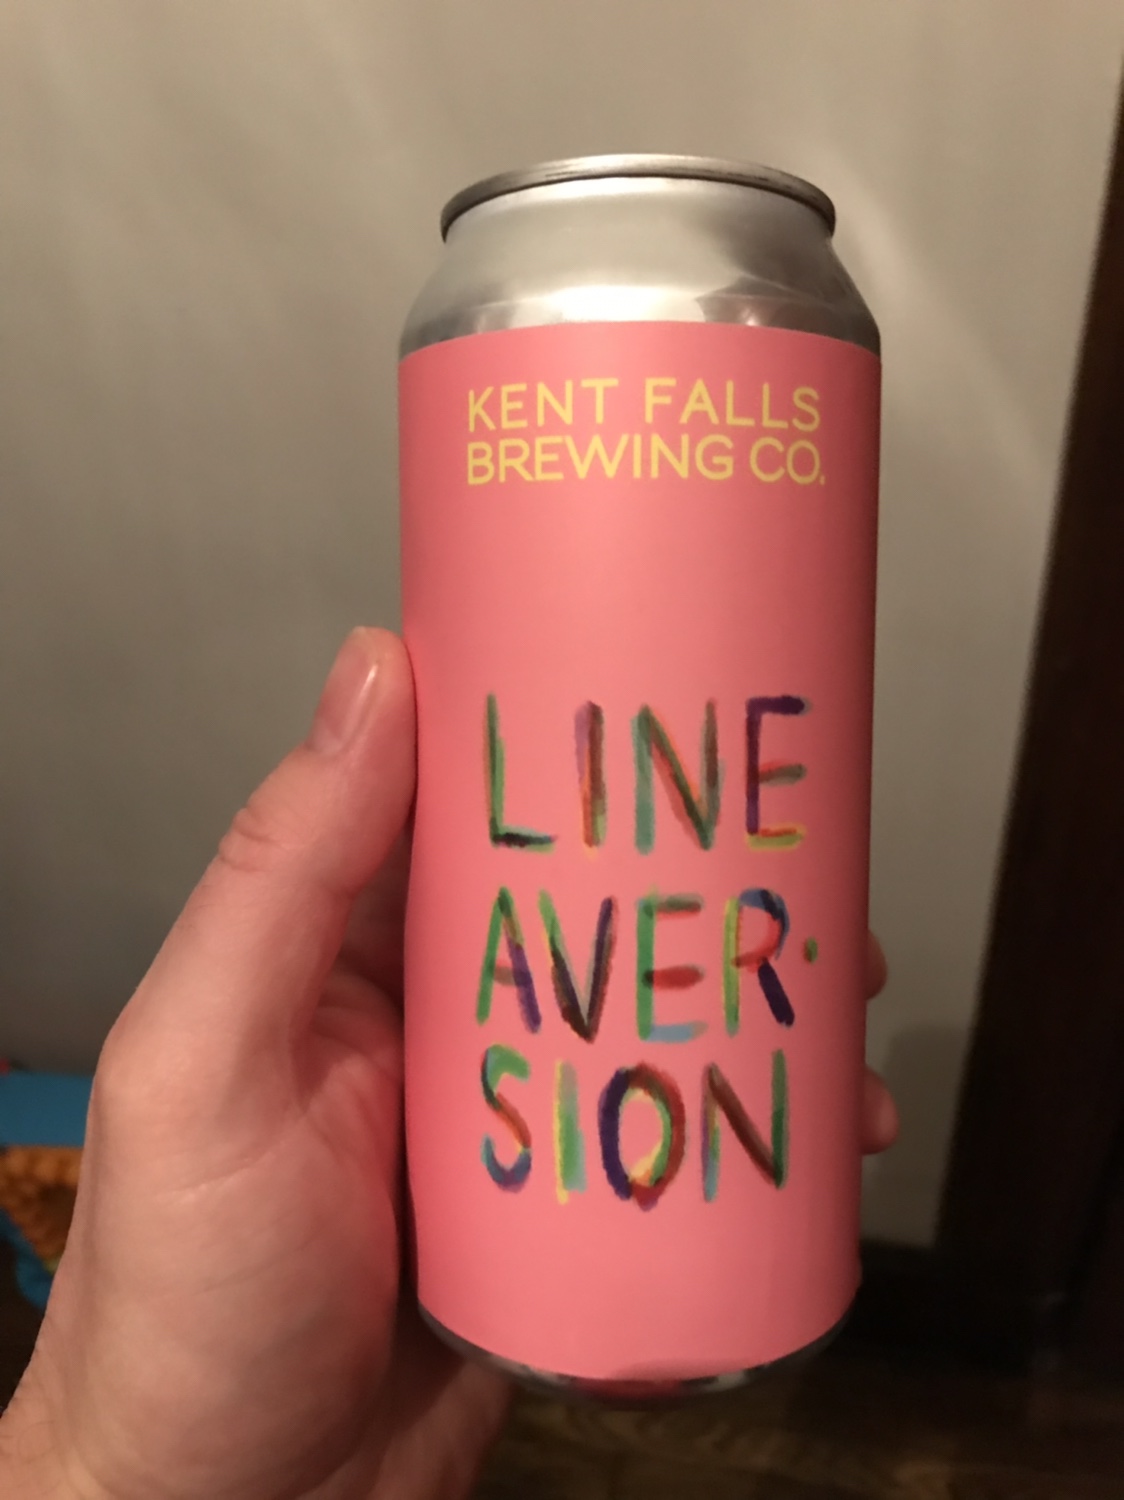 KENT FALLS
BREWING CO.
LINE
AVER·
SION